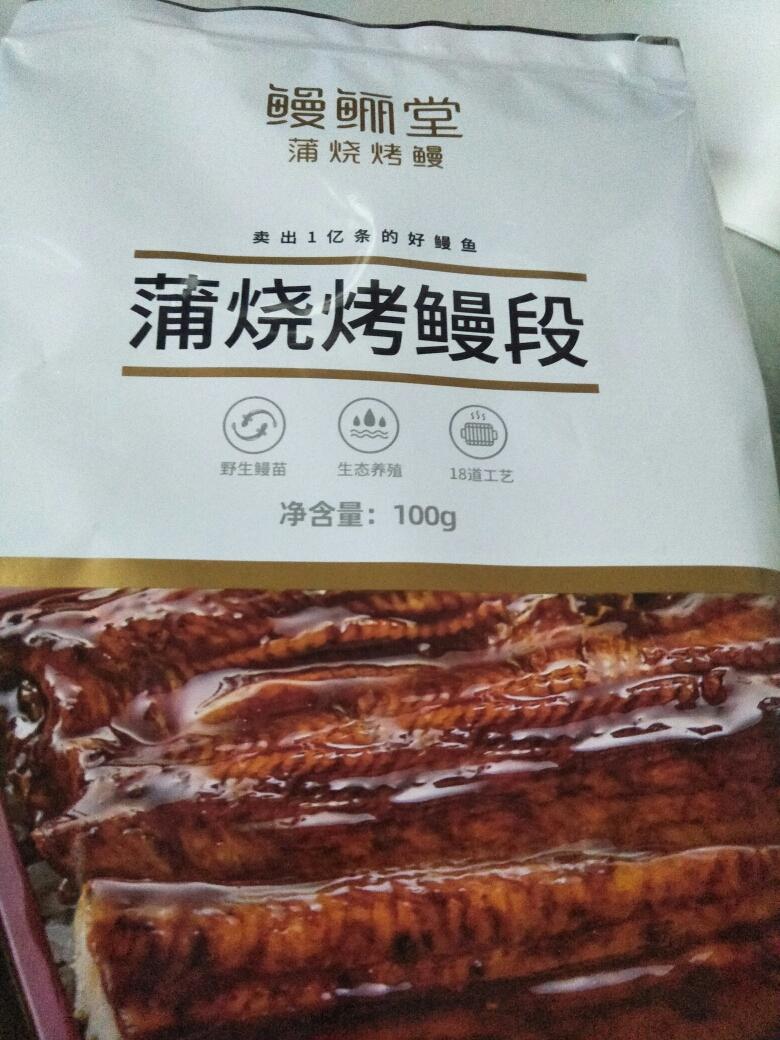 鳗鲡堂
蒲烧烤鳗
卖出1亿条的好鳗鱼
蒲烧烤鳗段
野生鳗苗 生态养殖 18道工艺
净含量：100g